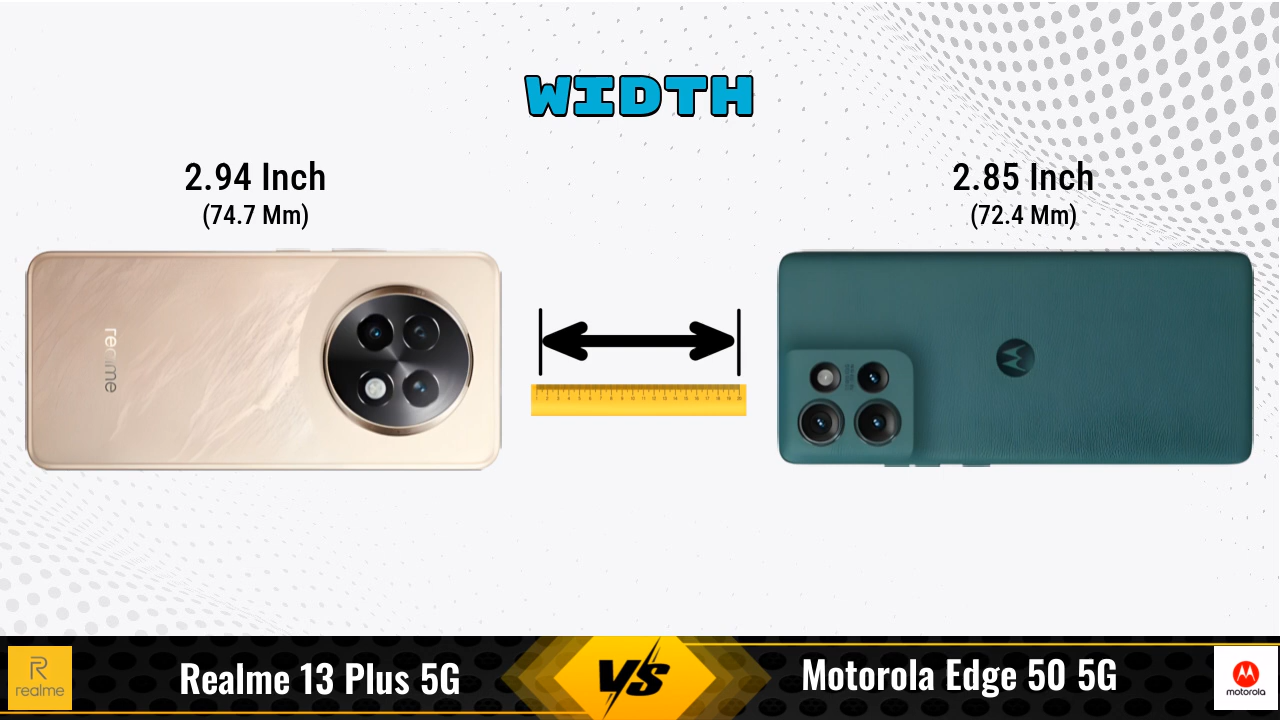 WIDTH
2.94 Inch
(74.7 Mm)
2.85 Inch
(72.4 Mm)
realme
realme
Realme 13 Plus 5G
VS
Motorola Edge 50 5G
motorola